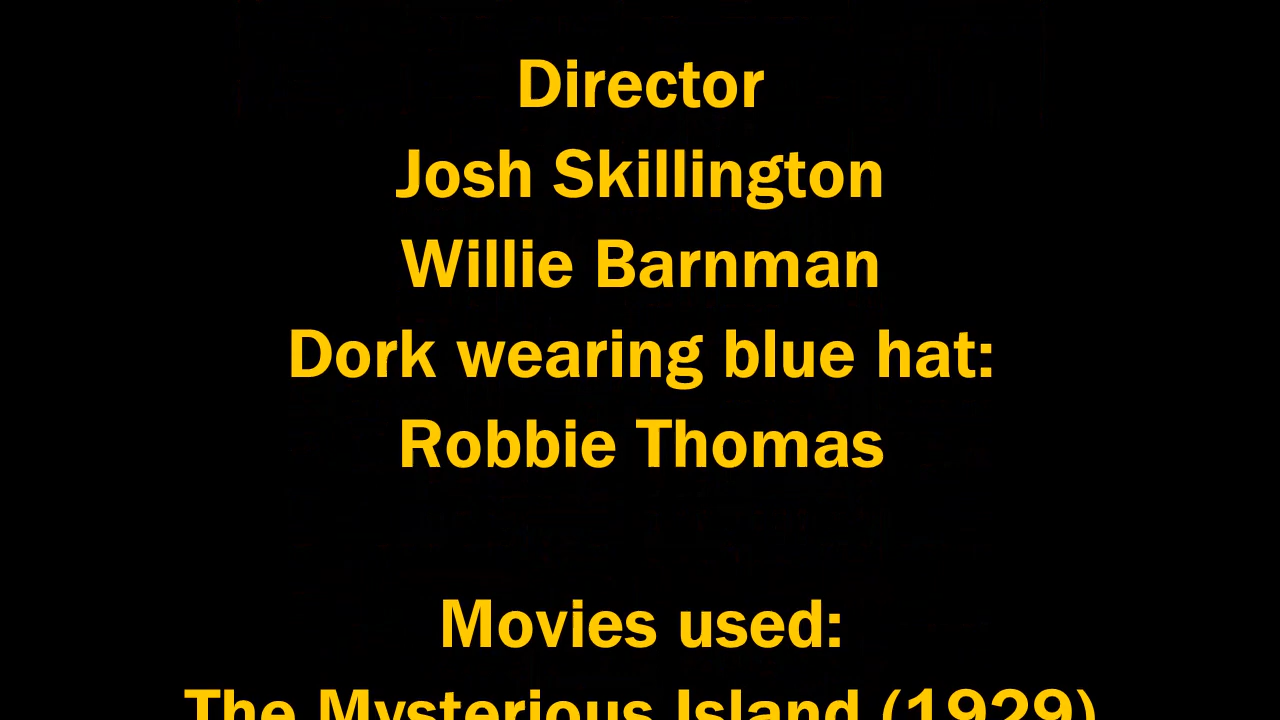 Director
Josh Skillington
Willie Barnman
Dork wearing blue hat:
Robbie Thomas
Movies used:
The Mysterious Island (1929)